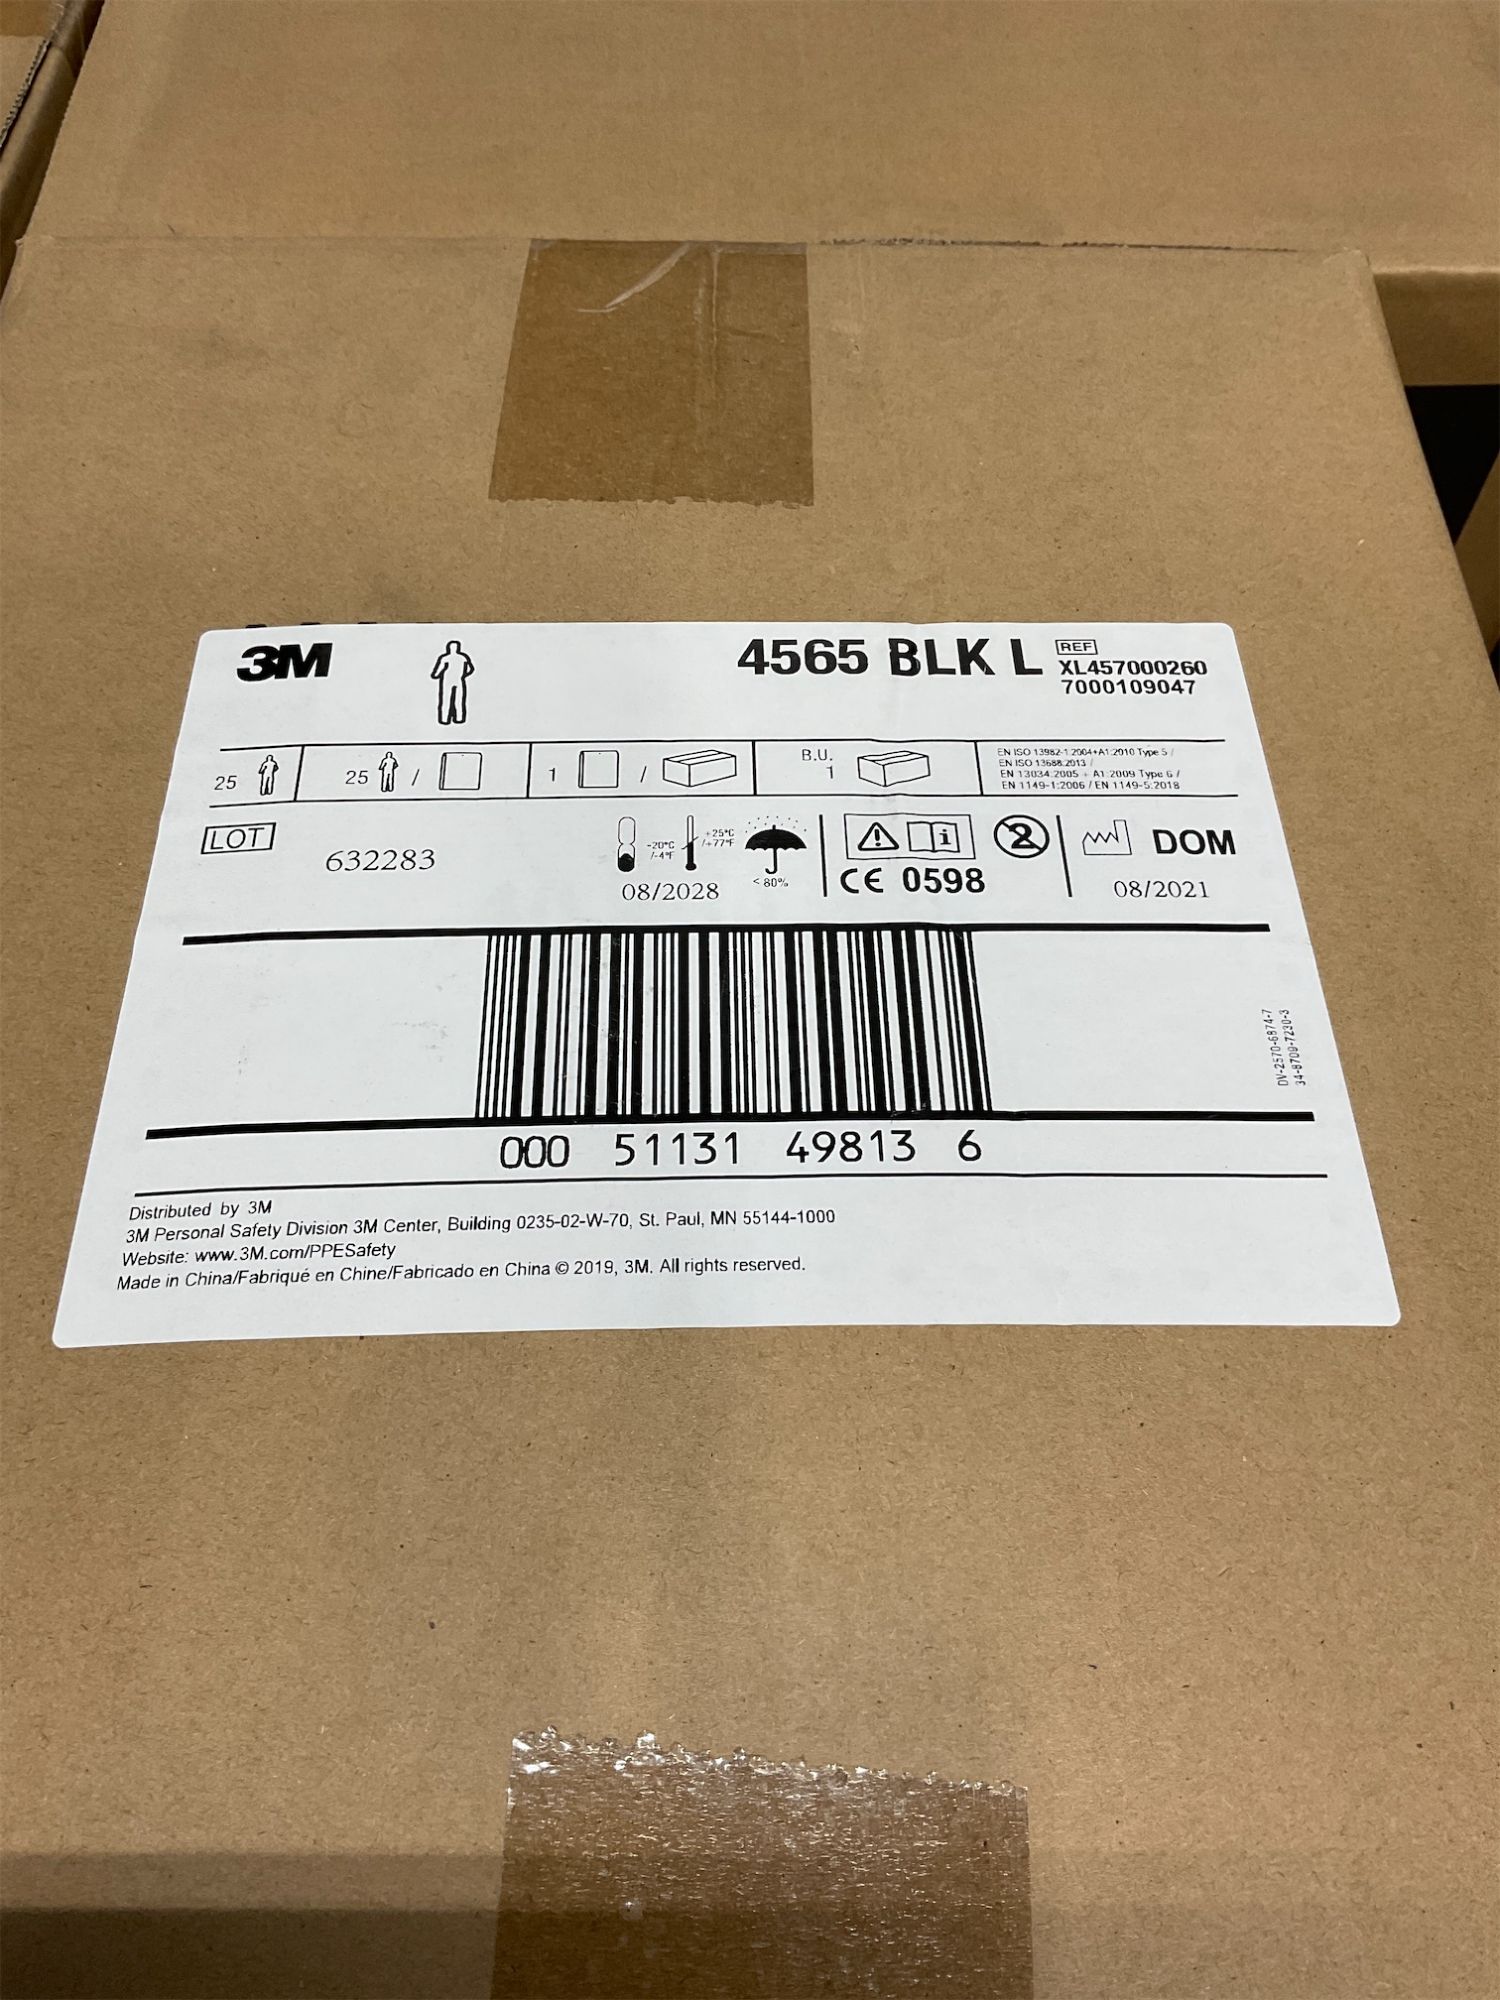 3M
4565 BLK L
REF
XL457000260
7000109047
25
25 /
1 /
B.U.
1
EN ISO 13982-1:2004+A1:2010 Type 5 /
EN ISO 13688:2013 /
EN 13034:2005 + A1:2009 Type 6 /
EN 1149-1:2006 / EN 1149-5:2018
LOT
632283
-20°C
/-4°F
+25°C
/+77°F
08/2028
< 80%
i
2
CE 0598
DOM
08/2021
000 51131 49813 6
DV-2570-6874-7
34-8709-7230-3
Distributed by 3M
3M Personal Safety Division 3M Center, Building 0235-02-W-70, St. Paul, MN 55144-1000
Website: www.3M.com/PPESafety
Made in China/Fabriqué en Chine/Fabricado en China © 2019, 3M. All rights reserved.